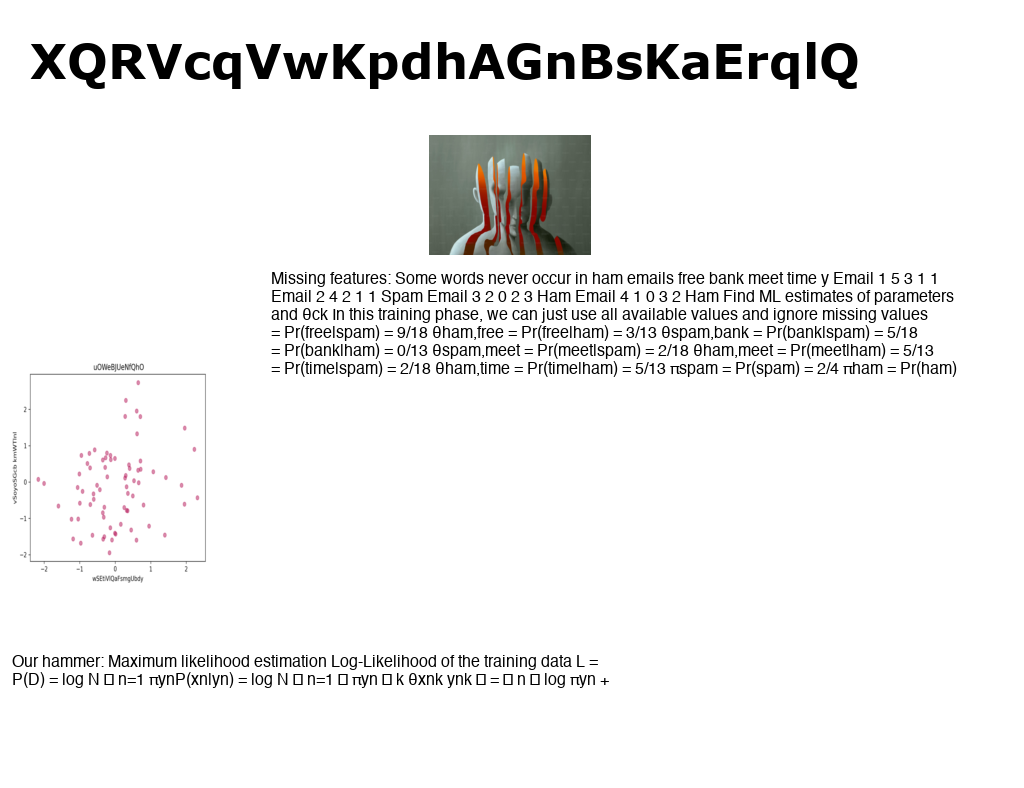 XQRVcqVwKpdhAGnBsKaErqlQ
Missing features: Some words never occur in ham emails free bank meet time y Email 1 5 3 1 1
Email 2 4 2 1 1 Spam Email 3 2 0 2 3 Ham Email 4 1 0 3 2 Ham Find ML estimates of parameters
and θck In this training phase, we can just use all available values and ignore missing values
= Pr(free|spam) = 9/18 θham,free = Pr(free|ham) = 3/13 θspam,bank = Pr(bank|spam) = 5/18
= Pr(bank|ham) = 0/13 θspam,meet = Pr(meet|spam) = 2/18 θham,meet = Pr(meet|ham) = 5/13
= Pr(time|spam) = 2/18 θham,time = Pr(time|ham) = 5/13 πspam = Pr(spam) = 2/4 πham = Pr(ham)
uOWeBJUeNfQhO
2
1
0
−1
−2
−2 −1 0 1 2
Our hammer: Maximum likelihood estimation Log-Likelihood of the training data L =
P(D) = log N □ n=1 πynP(xn|yn) = log N □ n=1 □ πyn □ k θxnk ynk □ = □ n □ log πyn +